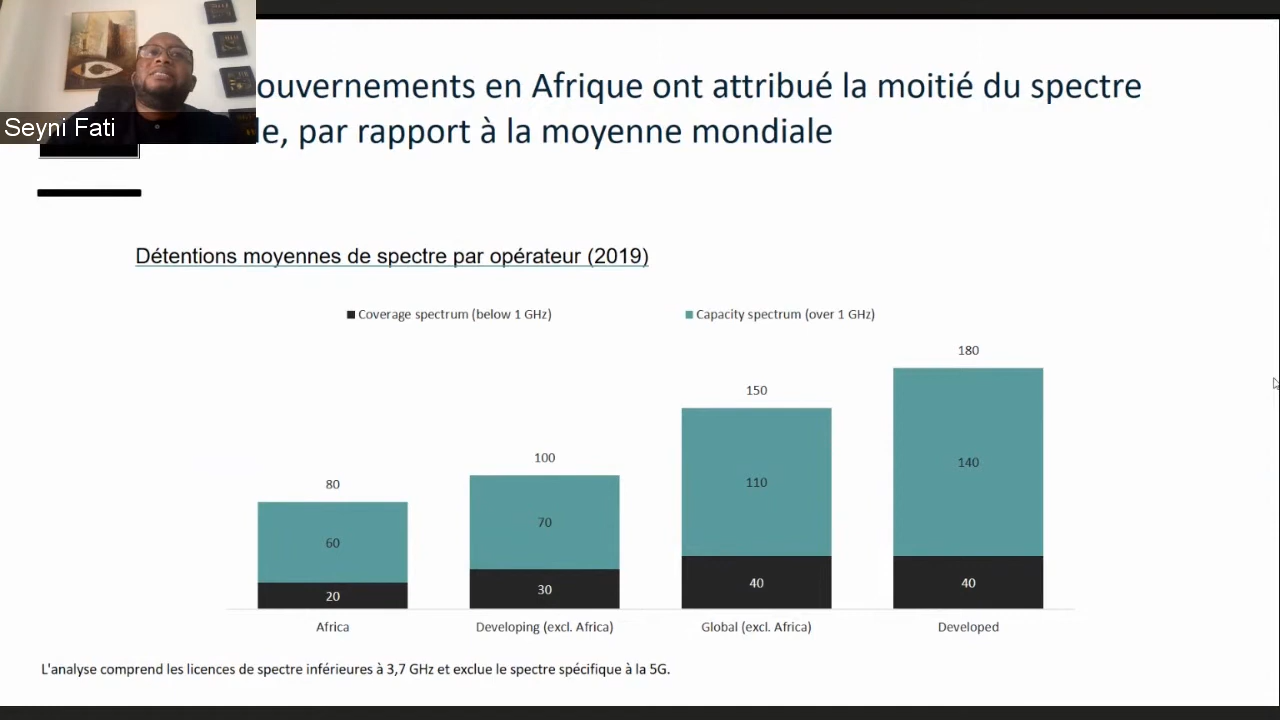 Seyni Fati
ouvernements en Afrique ont attribué la moitié du spectre
le, par rapport à la moyenne mondiale
Détentions moyennes de spectre par opérateur (2019)
Coverage spectrum (below 1 GHz) Capacity spectrum (over 1 GHz)
180
150
140
110
100
80
70
60
40 40
30
20
Africa Developing (excl. Africa) Global (excl. Africa) Developed
L'analyse comprend les licences de spectre inférieures à 3,7 GHz et exclue le spectre spécifique à la 5G.